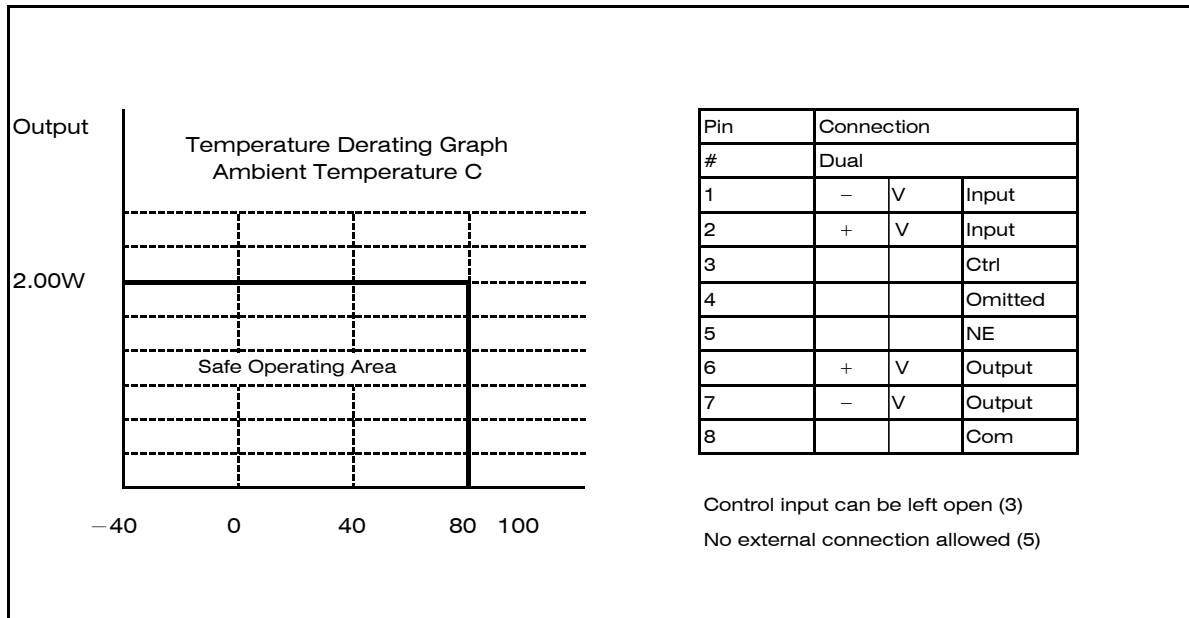 Output
Temperature Derating Graph
Ambient Temperature C
2.00W
Safe Operating Area
−40 0 40 80 100
Pin Connection
# Dual
1 − V Input
2 + V Input
3 Ctrl
4 Omitted
5 NE
6 + V Output
7 − V Output
8 Com
Control input can be left open (3)
No external connection allowed (5)